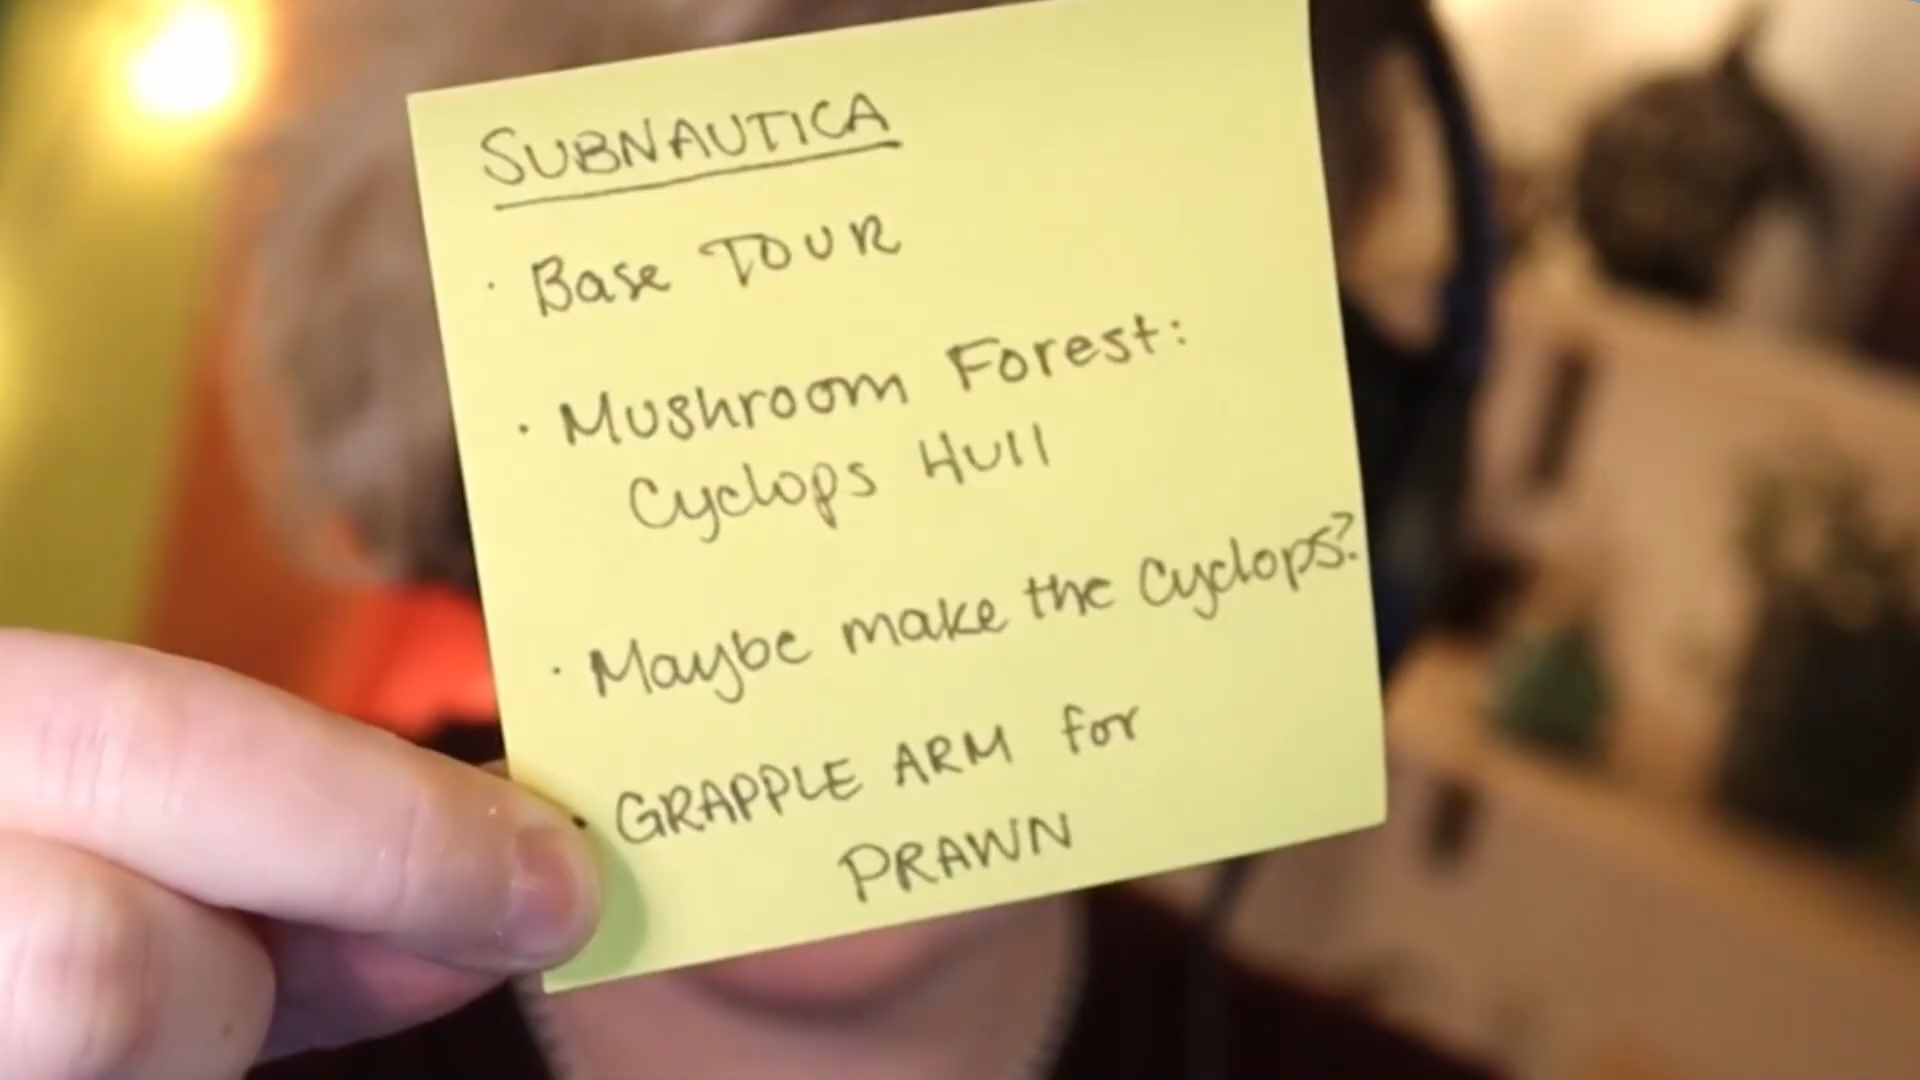 SUBNAUTICA
· Base TOUR
· Mushroom Forest:
Cyclops Hull
· Maybe make the Cyclops?
· GRAPPLE ARM for
PRAWN